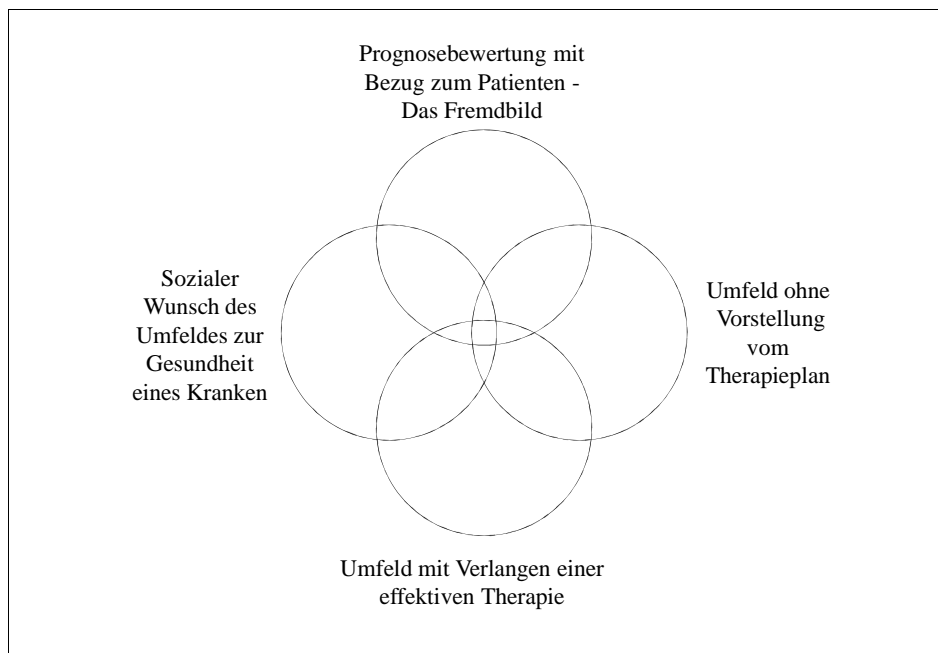 Prognosebewertung mit
Bezug zum Patienten -
Das Fremdbild
Sozialer
Wunsch des
Umfeldes zur
Gesundheit
eines Kranken
Umfeld ohne
Vorstellung
vom
Therapieplan
Umfeld mit Verlangen einer
effektiven Therapie